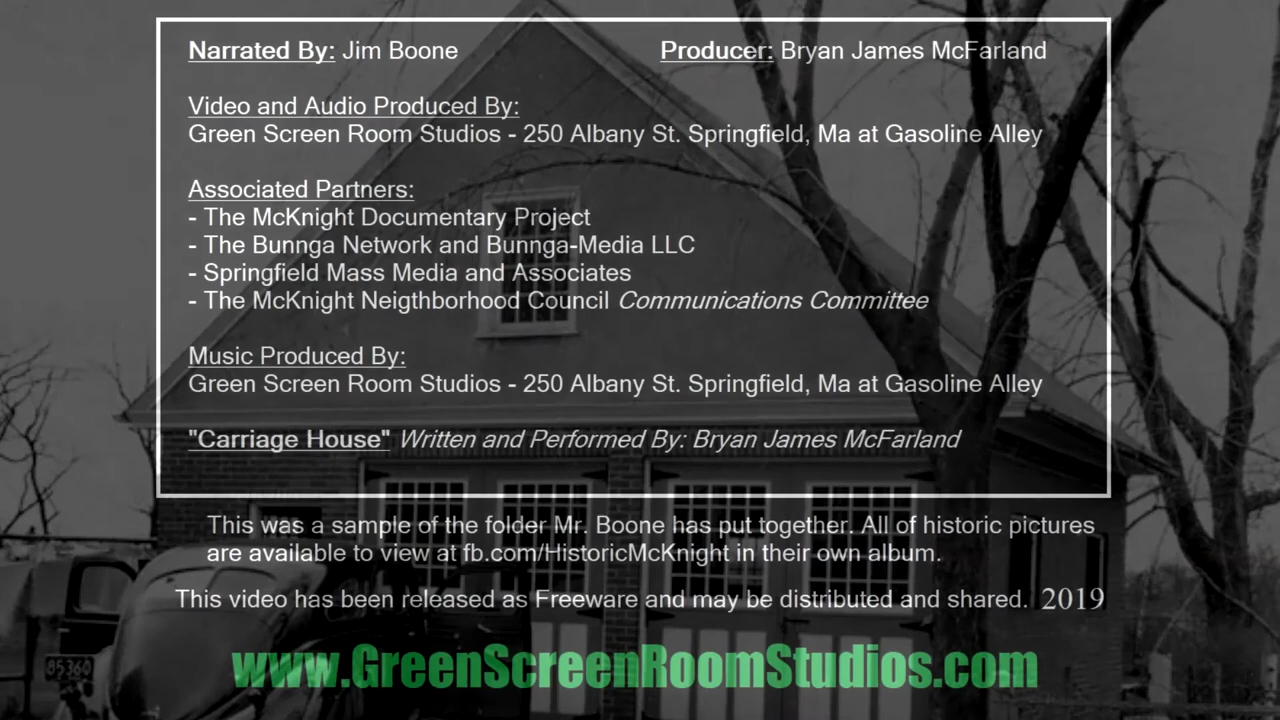 Narrated By: Jim Boone Producer: Bryan James McFarland
Video and Audio Produced By:
Green Screen Room Studios - 250 Albany St. Springfield, Ma at Gasoline Alley
Associated Partners:
- The McKnight Documentary Project
- The Bunnga Network and Bunnga-Media LLC
- Springfield Mass Media and Associates
- The McKnight Neigthborhood Council Communications Committee
Music Produced By:
Green Screen Room Studios - 250 Albany St. Springfield, Ma at Gasoline Alley
"Carriage House" Written and Performed By: Bryan James McFarland
This was a sample of the folder Mr. Boone has put together. All of historic pictures
are available to view at fb.com/HistoricMcKnight in their own album.
This video has been released as Freeware and may be distributed and shared. 2019
85360
www.GreenScreenRoomStudios.com